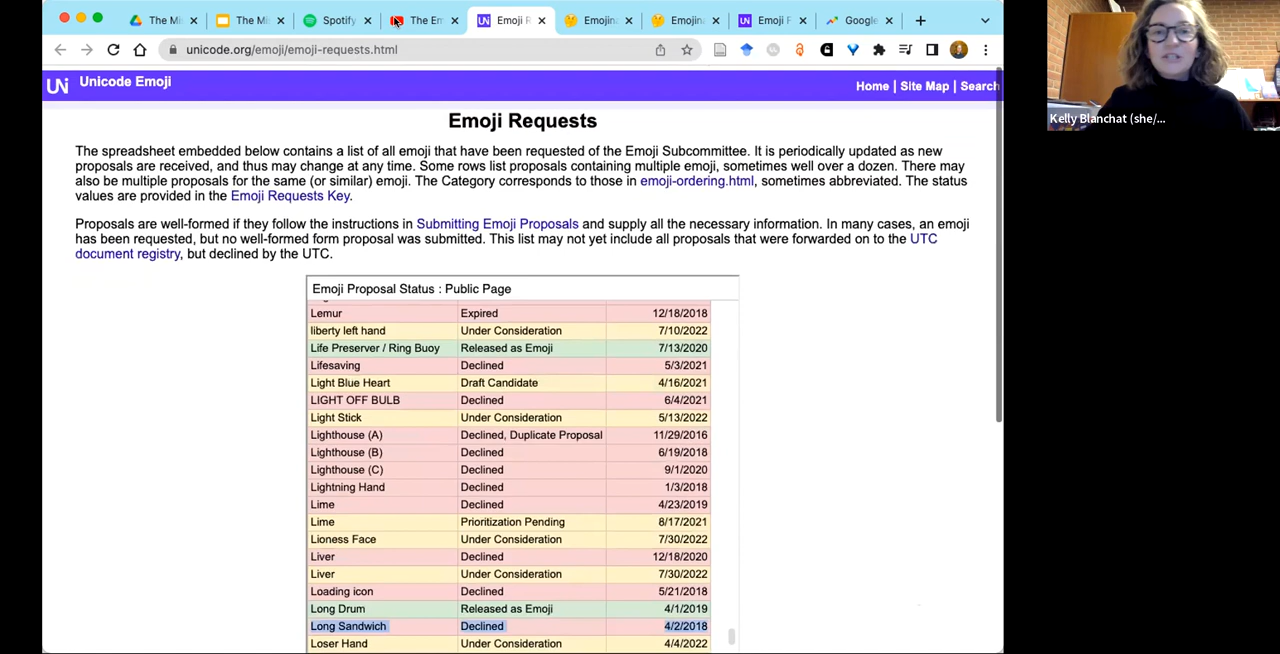 The Mi
The Mi
Spotify
The Em
Emoji R
Emojin
Emojin
Emoji F
Google
unicode.org/emoji/emoji-requests.html
Unicode Emoji
Home | Site Map | Search
Kelly Blanchat (she/...
Emoji Requests
The spreadsheet embedded below contains a list of all emoji that have been requested of the Emoji Subcommittee. It is periodically updated as new
proposals are received, and thus may change at any time. Some rows list proposals containing multiple emoji, sometimes well over a dozen. There may
also be multiple proposals for the same (or similar) emoji. The Category corresponds to those in emoji-ordering.html, sometimes abbreviated. The status
values are provided in the Emoji Requests Key.
Proposals are well-formed if they follow the instructions in Submitting Emoji Proposals and supply all the necessary information. In many cases, an emoji
has been requested, but no well-formed form proposal was submitted. This list may not yet include all proposals that were forwarded on to the UTC
document registry, but declined by the UTC.
Emoji Proposal Status : Public Page
Lemur Expired 12/18/2018
liberty left hand Under Consideration 7/10/2022
Life Preserver / Ring Buoy Released as Emoji 7/13/2020
Lifesaving Declined 5/3/2021
Light Blue Heart Draft Candidate 4/16/2021
LIGHT OFF BULB Declined 6/4/2021
Light Stick Under Consideration 5/13/2022
Lighthouse (A) Declined, Duplicate Proposal 11/29/2016
Lighthouse (B) Declined 6/19/2018
Lighthouse (C) Declined 9/1/2020
Lightning Hand Declined 1/3/2018
Lime Declined 4/23/2019
Lime Prioritization Pending 8/17/2021
Lioness Face Under Consideration 7/30/2022
Liver Declined 12/18/2020
Liver Under Consideration 7/30/2022
Loading icon Declined 5/21/2018
Long Drum Released as Emoji 4/1/2019
Long Sandwich Declined 4/2/2018
Loser Hand Under Consideration 4/4/2022